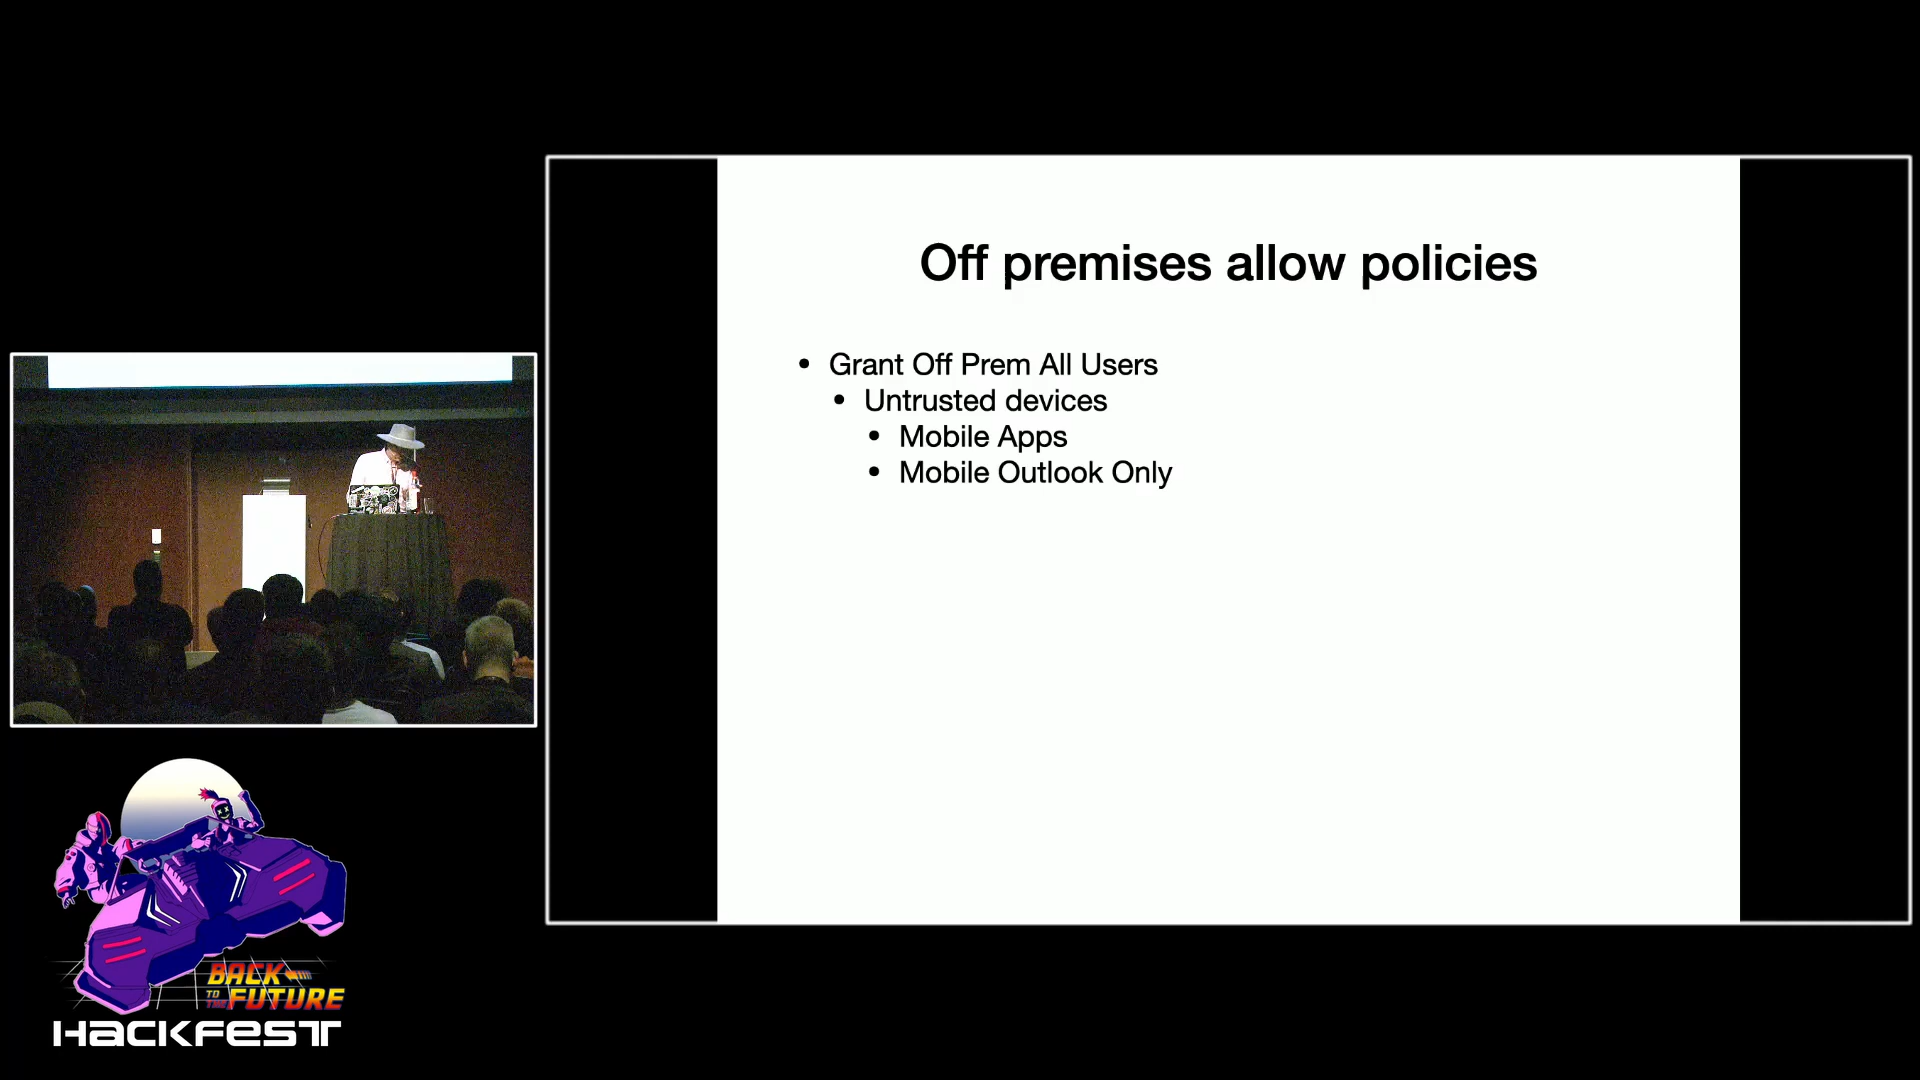 Off premises allow policies
• Grant Off Prem All Users
• Untrusted devices
• Mobile Apps
• Mobile Outlook Only
BACK
TO THE FUTURE
HACKFEST